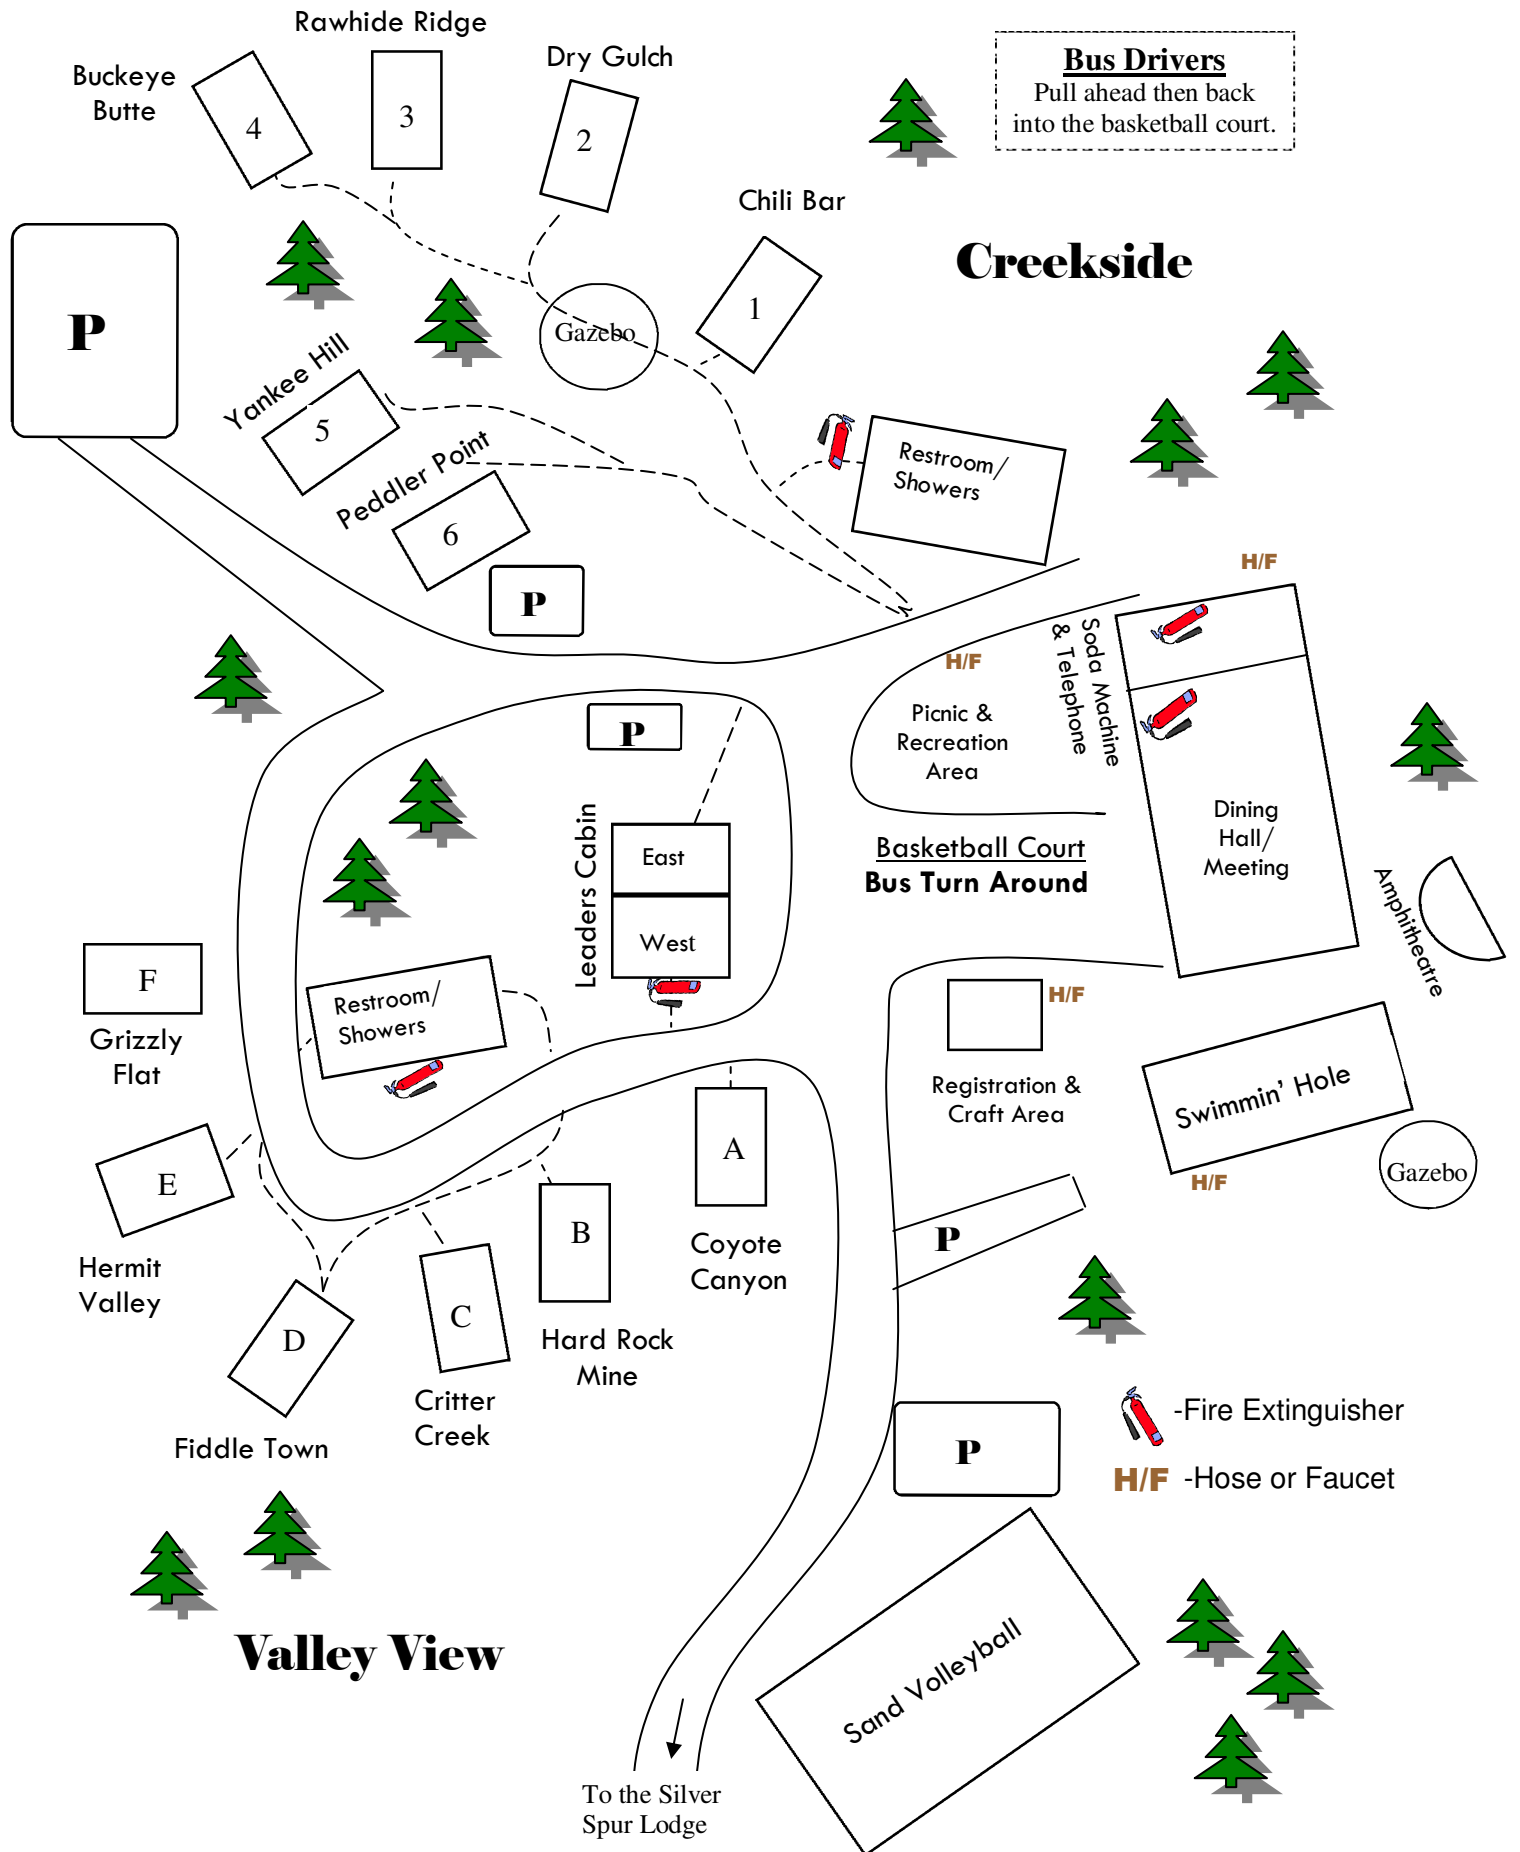 Rawhide Ridge
Dry Gulch
Buckeye
Butte
4
3
2
Bus Drivers
Pull ahead then back
into the basketball court.
Chili Bar
1
Creekside
P
Gazebo
Yankee Hill
5
Peddler Point
6
P
Restroom/
Showers
H/F
H/F
Soda Machine
& Telephone
Picnic &
Recreation
Area
P
Leaders Cabin
East
West
Dining
Hall/
Meeting
Basketball Court
Bus Turn Around
Amphitheatre
F
Grizzly
Flat
Restroom/
Showers
H/F
Registration &
Craft Area
Swimmin' Hole
H/F
Gazebo
E
Hermit
Valley
A
Coyote
Canyon
B
Hard Rock
Mine
C
Critter
Creek
D
Fiddle Town
P
P
-Fire Extinguisher
H/F -Hose or Faucet
Valley View
Sand Volleyball
To the Silver
Spur Lodge